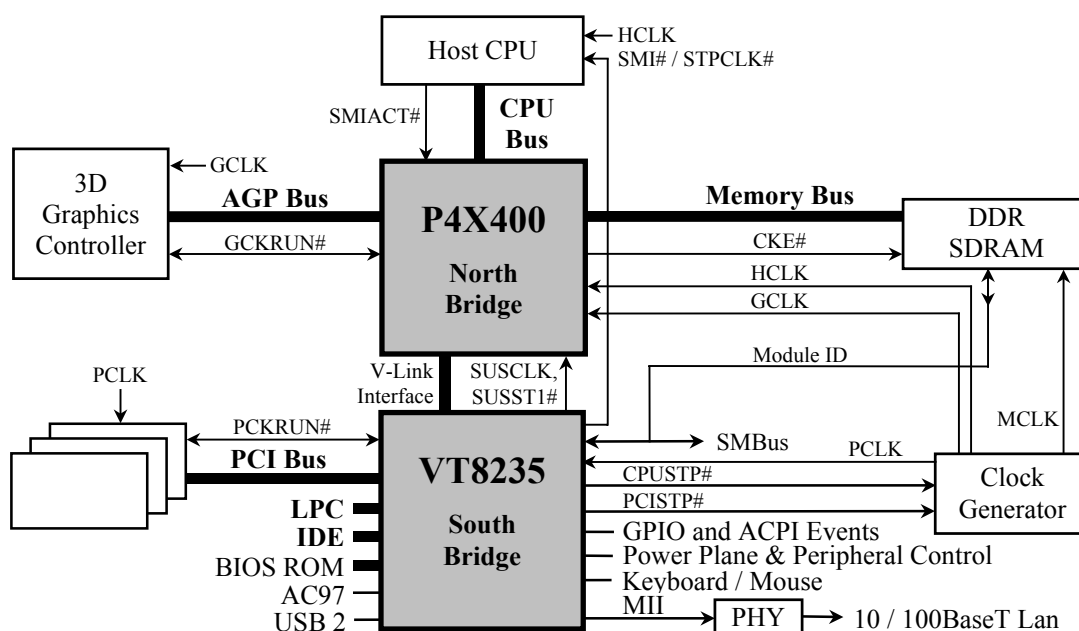 Host CPU
HCLK
SMI# / STPCLK#
SMIACT#
CPU
Bus
3D
Graphics
Controller
GCLK
AGP Bus
GCKRUN#
P4X400
North
Bridge
Memory Bus
DDR
SDRAM
CKE#
HCLK
GCLK
V-Link
Interface
SUSCLK,
SUSST1#
Module ID
MCLK
PCLK
PCKRUN#
PCI Bus
VT8235
South
Bridge
SMBus
PCLK
CPUSTP#
PCISTP#
Clock
Generator
LPC
IDE
BIOS ROM
AC97
USB 2
GPIO and ACPI Events
Power Plane & Peripheral Control
Keyboard / Mouse
MII
PHY
10 / 100BaseT Lan